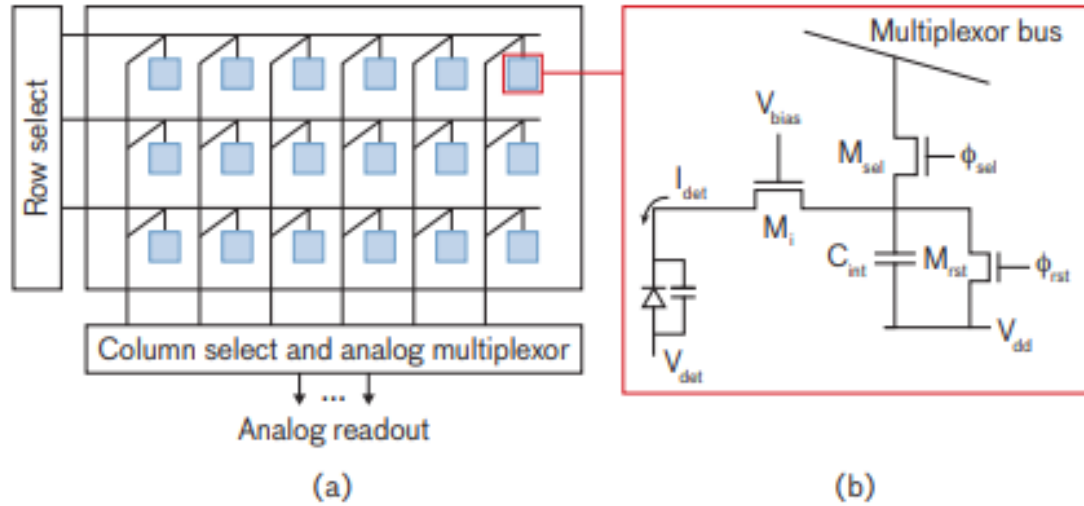 Row select
Column select and analog multiplexor
...
Analog readout
(a)
Multiplexor bus
V_bias
M_sel
ϕ_sel
I_det
M_i
C_int
M_rst
ϕ_rst
V_dd
V_det
(b)